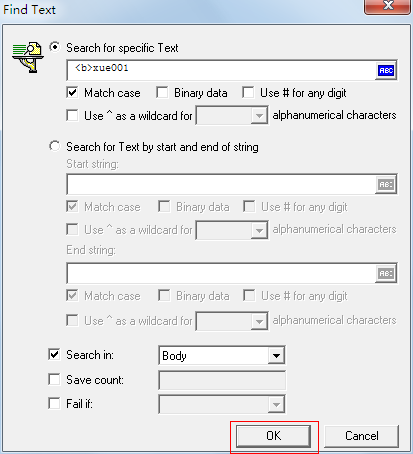 Find Text
Search for specific Text
<b>xue001
ABC
Match case Binary data Use # for any digit
Use ^ as a wildcard for alphanumerical characters
Search for Text by start and end of string
Start string:
ABC
Match case Binary data Use # for any digit
Use ^ as a wildcard for alphanumerical characters
End string:
ABC
Match case Binary data Use # for any digit
Use ^ as a wildcard for alphanumerical characters
Search in: Body
Save count:
Fail if:
OK Cancel